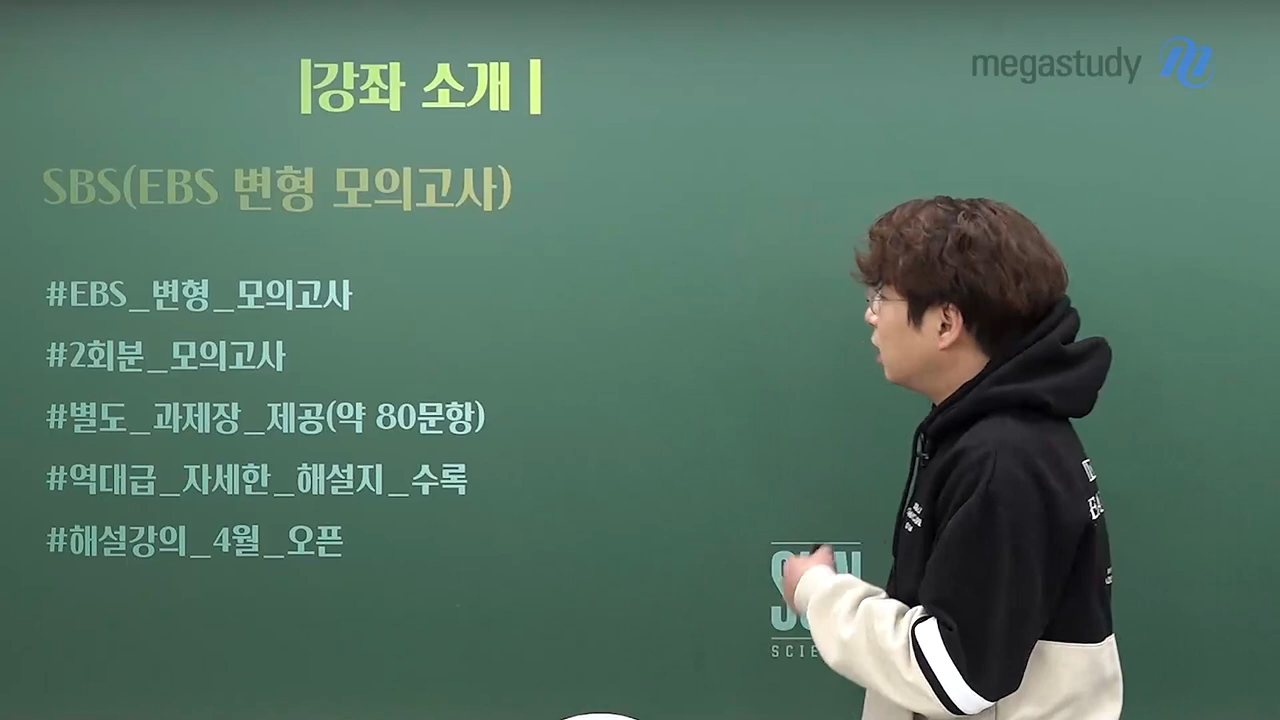 |강좌 소개 |
megastudy
SBS(EBS 변형 모의고사)
#EBS_변형_모의고사
#2회분_모의고사
#별도_과제장_제공(약 80문항)
#역대급_자세한_해설지_수록
#해설강의_4월_오픈